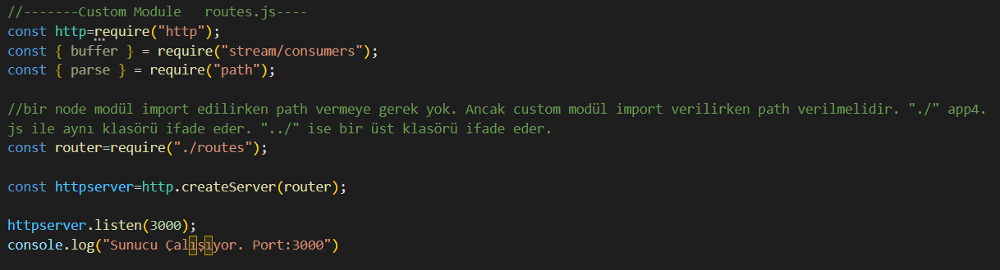 //-------Custom Module   routes.js----
const http=require("http");
const { buffer } = require("stream/consumers");
const { parse } = require("path");
//bir node modül import edilirken path vermeye gerek yok. Ancak custom modül import verilirken path verilmelidir. "./" app4.
js ile aynı klasörü ifade eder. "../" ise bir üst klasörü ifade eder.
const router=require("./routes");
const httpserver=http.createServer(router);
httpserver.listen(3000);
console.log("Sunucu Çalışıyor. Port:3000")